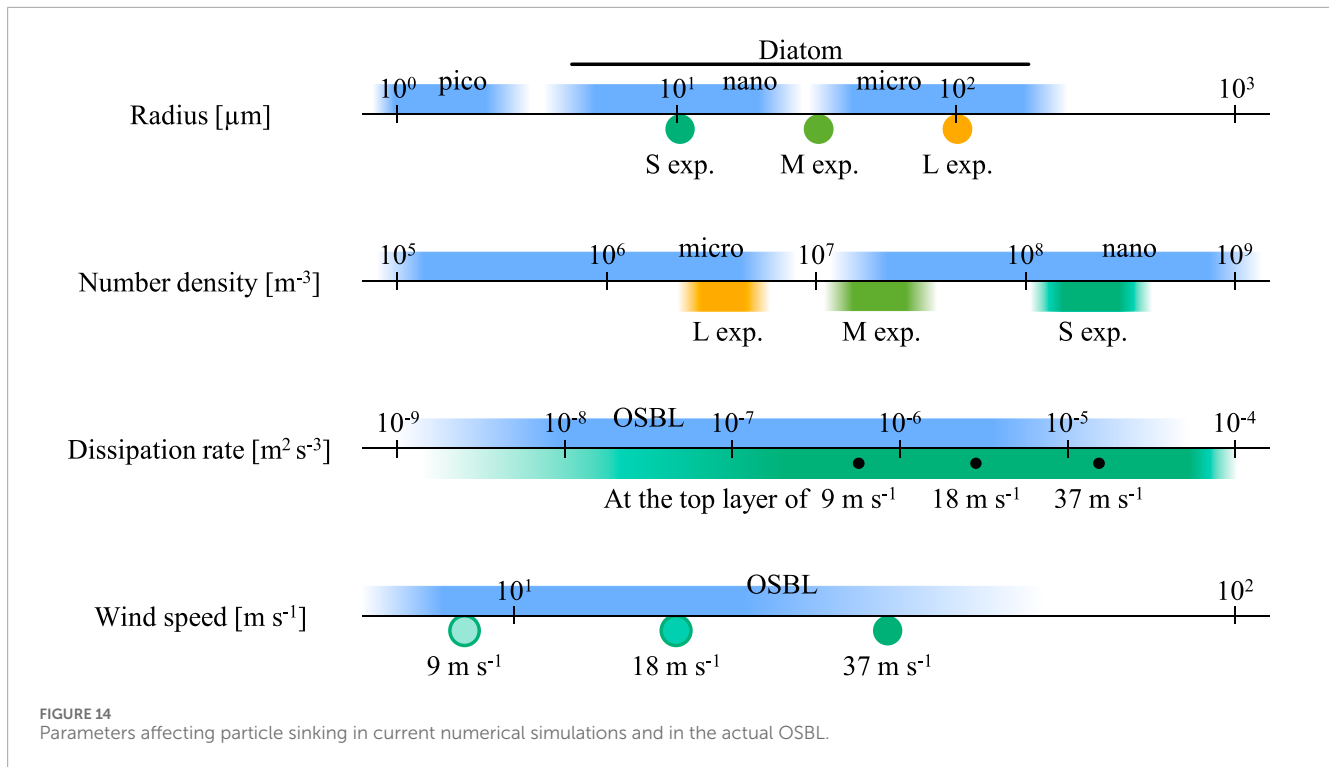 Diatom
10⁰ pico 10¹ nano micro 10² 10³
Radius [µm]
S exp. M exp. L exp.
10⁵ 10⁶ micro 10⁷ 10⁸ nano 10⁹
Number density [m⁻³]
L exp. M exp. S exp.
10⁻⁹ 10⁻⁸ OSBL 10⁻⁷ 10⁻⁶ 10⁻⁵ 10⁻⁴
Dissipation rate [m² s⁻³]
At the top layer of 9 m s⁻¹ 18 m s⁻¹ 37 m s⁻¹
10¹ OSBL 10²
Wind speed [m s⁻¹]
9 m s⁻¹ 18 m s⁻¹ 37 m s⁻¹
FIGURE 14
Parameters affecting particle sinking in current numerical simulations and in the actual OSBL.